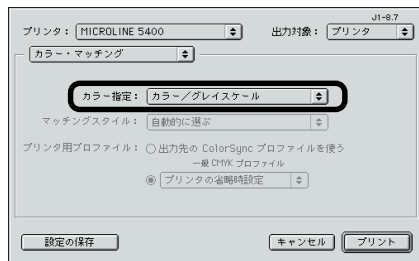 J1-8.7
プリンタ： MICROLINE 5400 出力対象： プリンタ
カラー・マッチング
カラー指定： カラー／グレイスケール
マッチングスタイル： 自動的に選ぶ
プリンタ用プロファイル： 出力先の ColorSync プロファイルを使う
一般 CMYK プロファイル
プリンタの省略時設定
設定の保存 キャンセル プリント